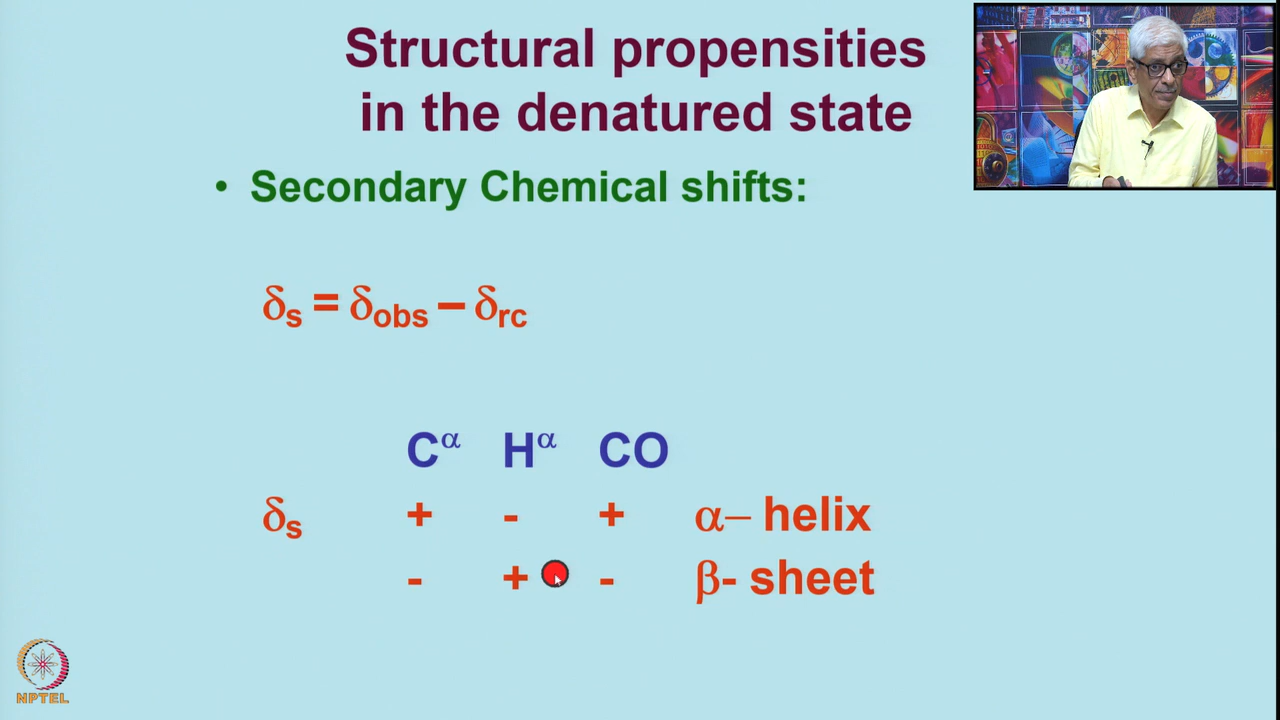 Structural propensities
in the denatured state
• Secondary Chemical shifts:
δs = δobs – δrc
Cα Hα CO
δs + - + α– helix
- + - β- sheet
NPTEL